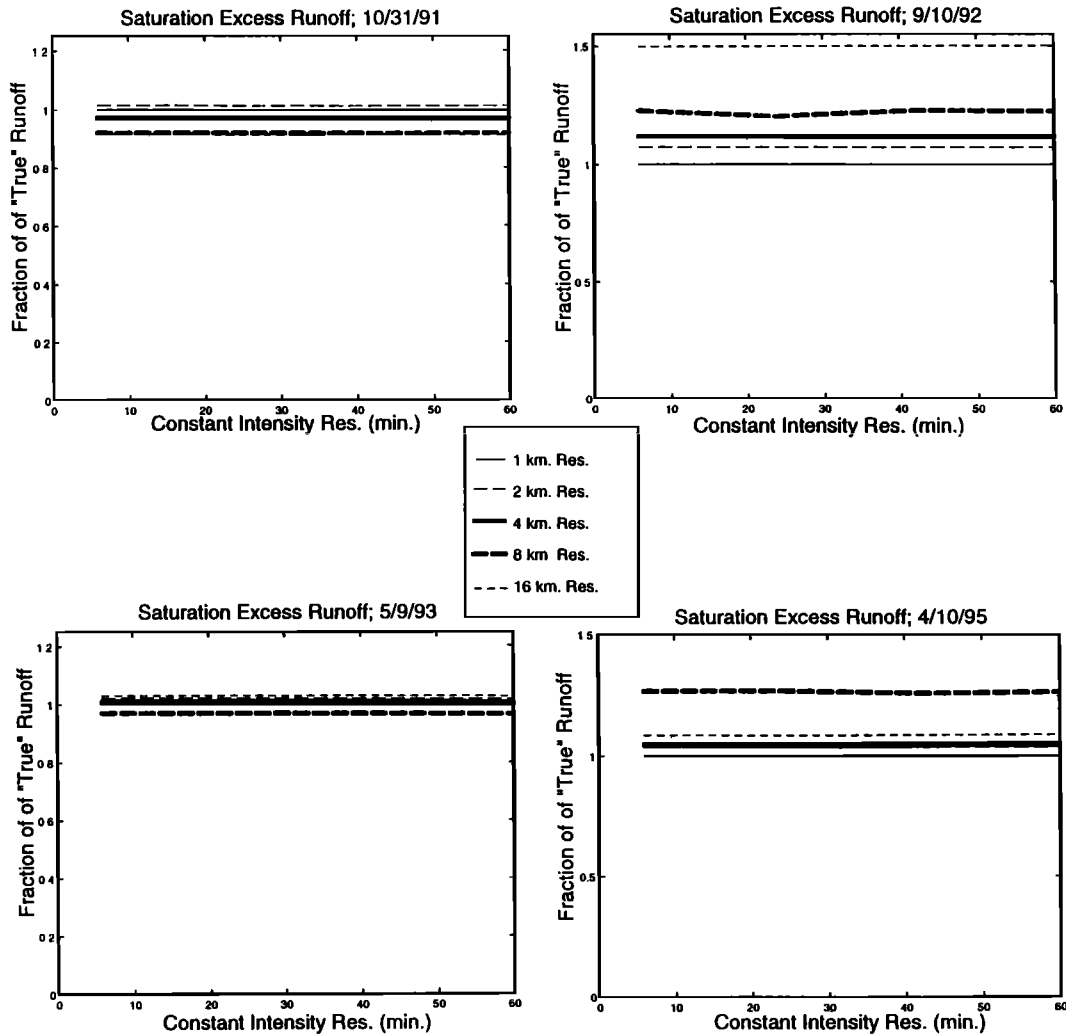 Saturation Excess Runoff; 10/31/91
1 2
1
0.8
0.6
0 4
0 2
0
0
10
20
30
40
50
60
Fraction of of "True" Runoff
Constant Intensity Res. (min.)
Saturation Excess Runoff; 9/10/92
1.5
1
0.5
0
0
10
20
30
40
50
60
Fraction of of "True" Runoff
Constant Intensity Res. (min.)
1 km. Res.
2 km. Res.
4 km. Res.
8 km Res.
16 km. Res.
Saturation Excess Runoff; 5/9/93
1 2
1
0.8
0.6
0 4
0 2
0
0
10
20
30
40
50
60
Fraction of of "True" Runoff
Constant Intensity Res. (min.)
Saturation Excess Runoff; 4/10/95
1.5
1
0.5
0
0
10
20
30
40
50
60
Fraction of of "True" Runoff
Constant Intensity Res. (min.)